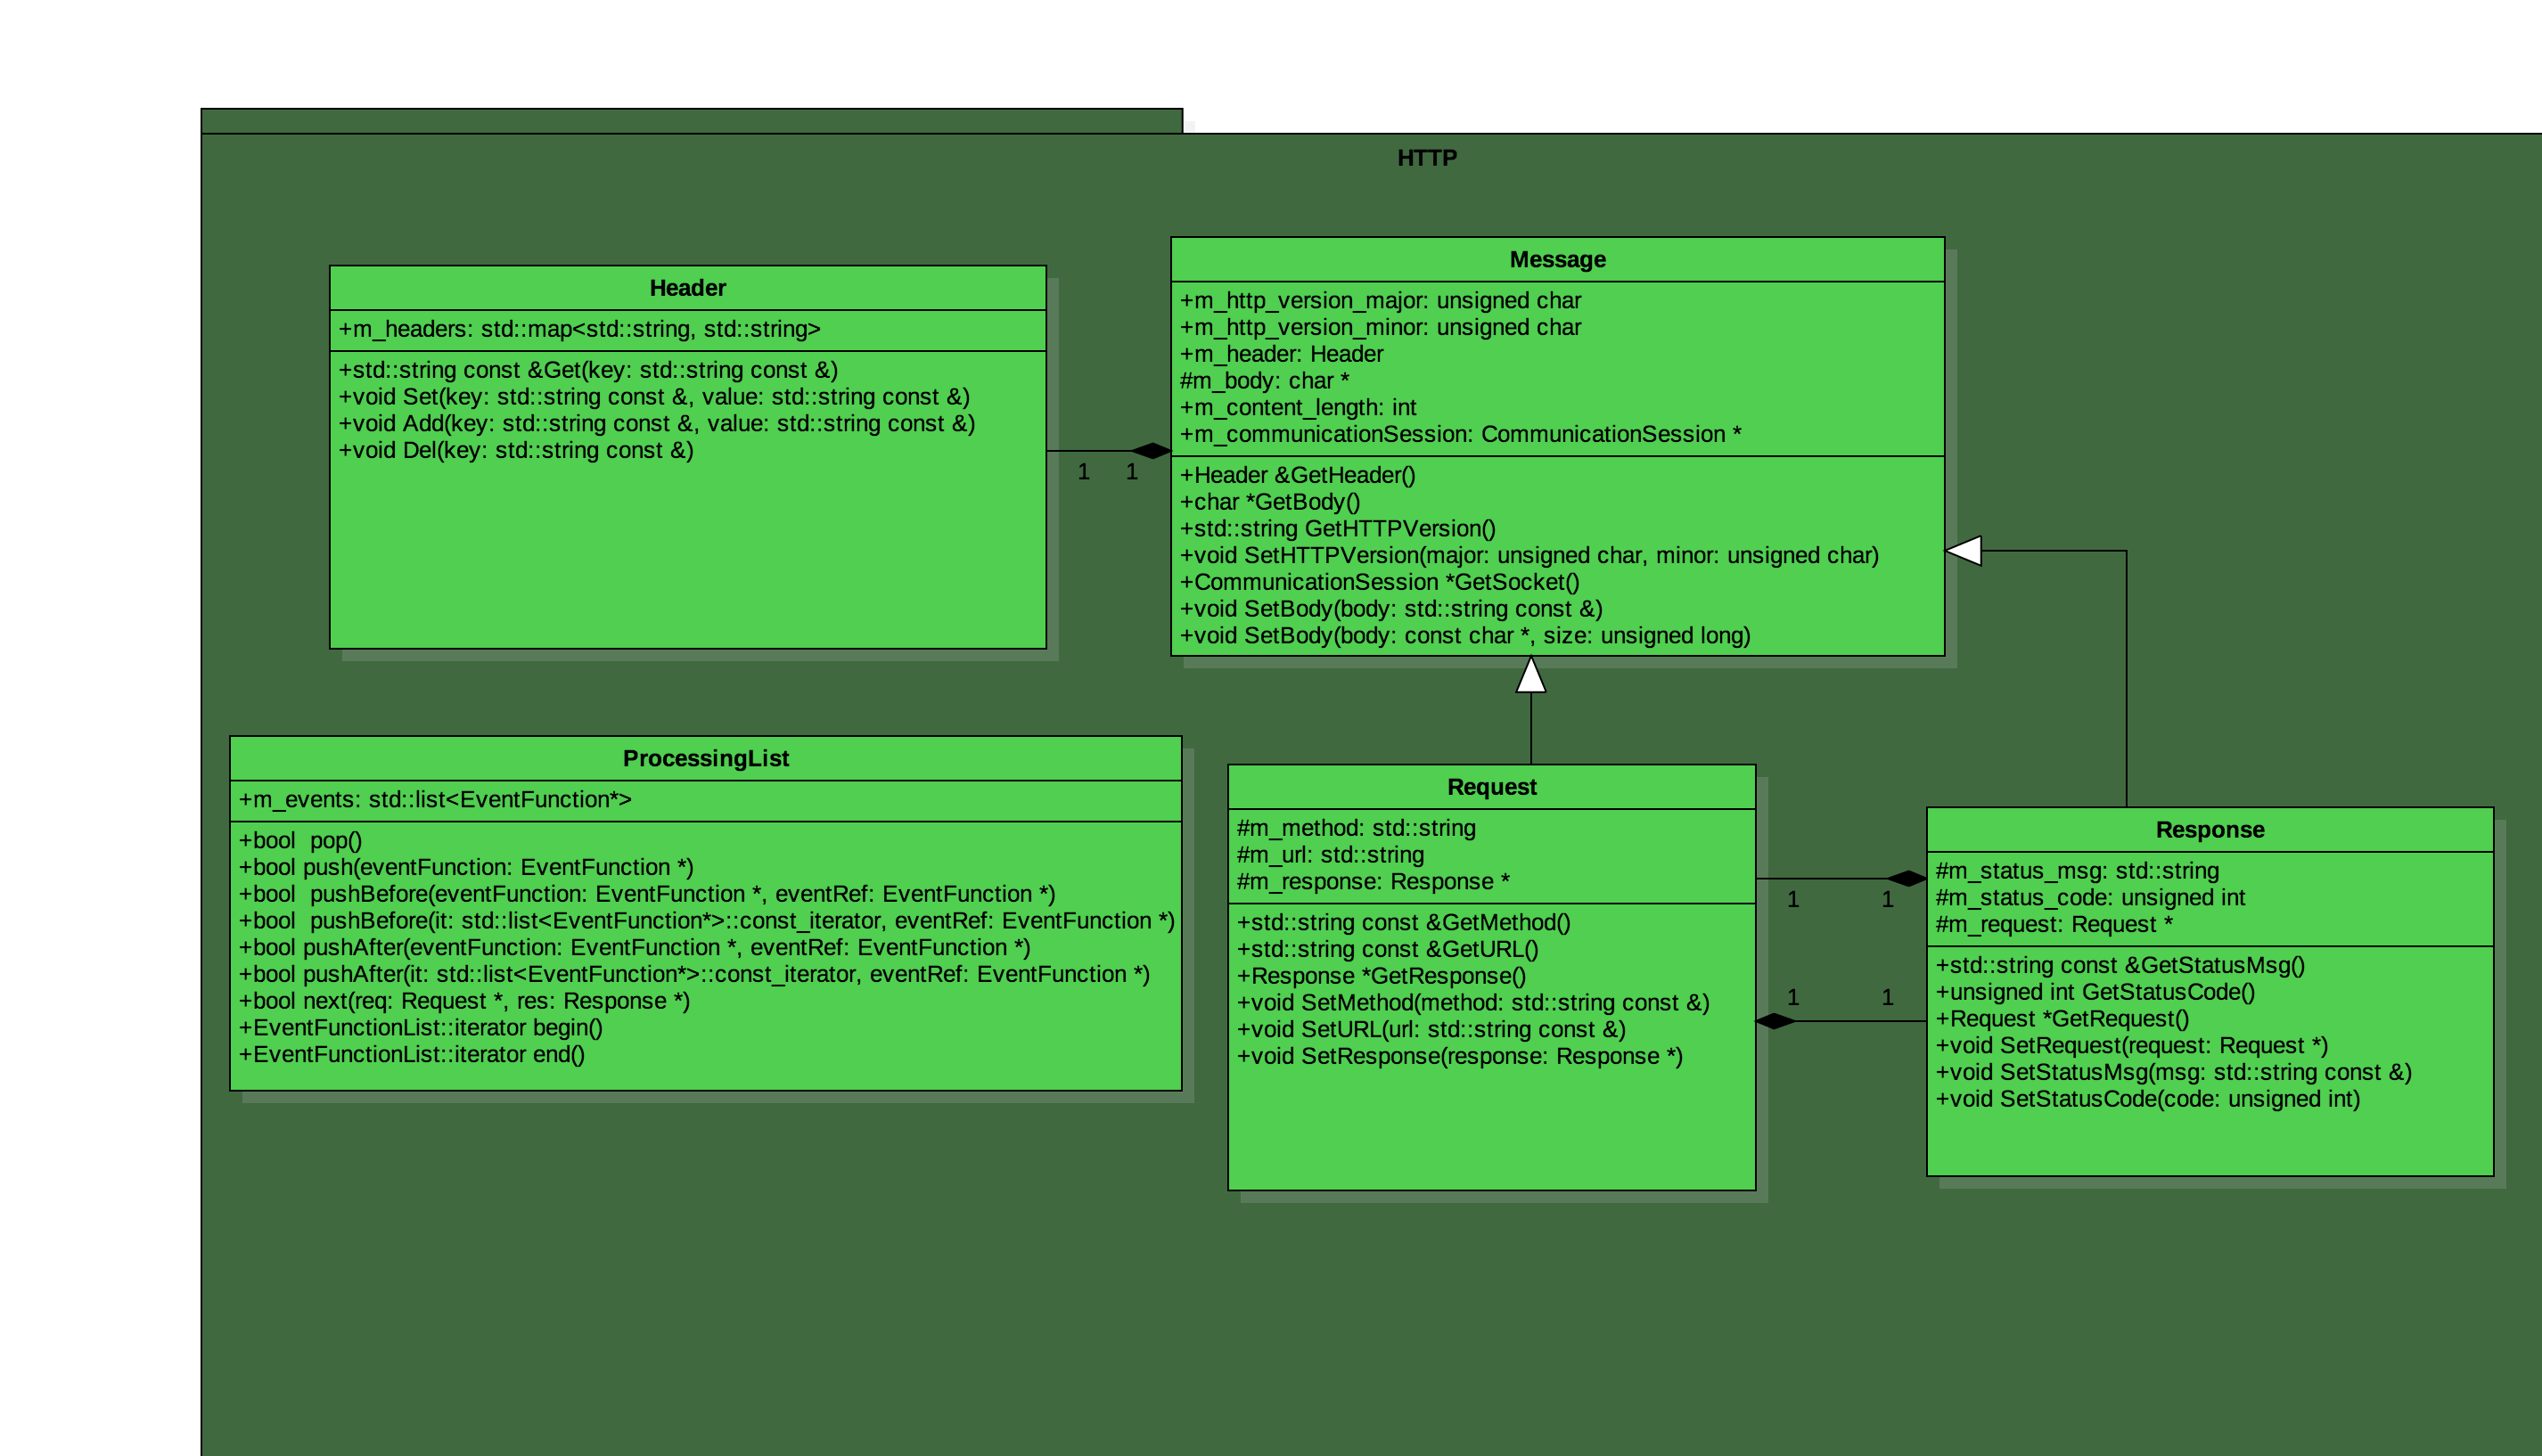 HTTP
Header
+m_headers: std::map<std::string, std::string>
+std::string const &Get(key: std::string const &)
+void Set(key: std::string const &, value: std::string const &)
+void Add(key: std::string const &, value: std::string const &)
+void Del(key: std::string const &)
1 1
Message
+m_http_version_major: unsigned char
+m_http_version_minor: unsigned char
+m_header: Header
#m_body: char *
+m_content_length: int
+m_communicationSession: CommunicationSession *
+Header &GetHeader()
+char *GetBody()
+std::string GetHTTPVersion()
+void SetHTTPVersion(major: unsigned char, minor: unsigned char)
+CommunicationSession *GetSocket()
+void SetBody(body: std::string const &)
+void SetBody(body: const char *, size: unsigned long)
ProcessingList
+m_events: std::list<EventFunction*>
+bool  pop()
+bool push(eventFunction: EventFunction *)
+bool  pushBefore(eventFunction: EventFunction *, eventRef: EventFunction *)
+bool  pushBefore(it: std::list<EventFunction*>::const_iterator, eventRef: EventFunction *)
+bool pushAfter(eventFunction: EventFunction *, eventRef: EventFunction *)
+bool pushAfter(it: std::list<EventFunction*>::const_iterator, eventRef: EventFunction *)
+bool next(req: Request *, res: Response *)
+EventFunctionList::iterator begin()
+EventFunctionList::iterator end()
Request
#m_method: std::string
#m_url: std::string
#m_response: Response *
+std::string const &GetMethod()
+std::string const &GetURL()
+Response *GetResponse()
+void SetMethod(method: std::string const &)
+void SetURL(url: std::string const &)
+void SetResponse(response: Response *)
1 1
1 1
Response
#m_status_msg: std::string
#m_status_code: unsigned int
#m_request: Request *
+std::string const &GetStatusMsg()
+unsigned int GetStatusCode()
+Request *GetRequest()
+void SetRequest(request: Request *)
+void SetStatusMsg(msg: std::string const &)
+void SetStatusCode(code: unsigned int)